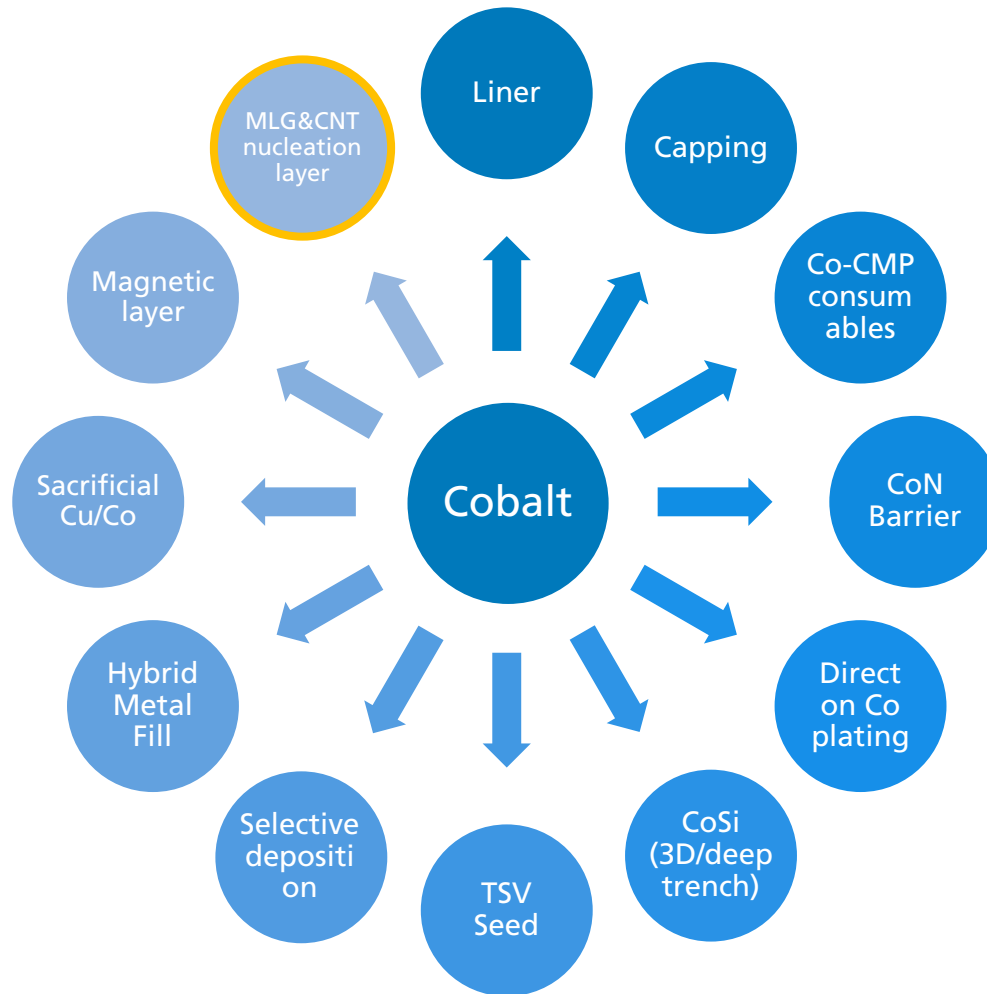 Liner
Capping
Co-CMP
consum
ables
CoN
Barrier
Direct
on Co
plating
CoSi
(3D/deep
trench)
TSV
Seed
Selective
depositi
on
Hybrid
Metal
Fill
Sacrificial
Cu/Co
Magnetic
layer
MLG&CNT
nucleation
layer
Cobalt